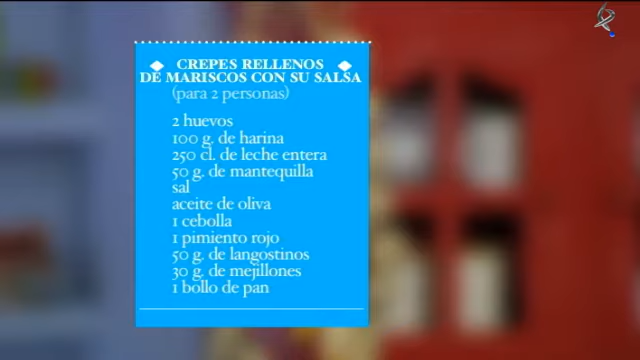 CREPES RELLENOS
DE MARISCOS CON SU SALSA
(para 2 personas)
2 huevos
100 g. de harina
250 cl. de leche entera
50 g. de mantequilla
sal
aceite de oliva
1 cebolla
1 pimiento rojo
50 g. de langostinos
30 g. de mejillones
1 bollo de pan